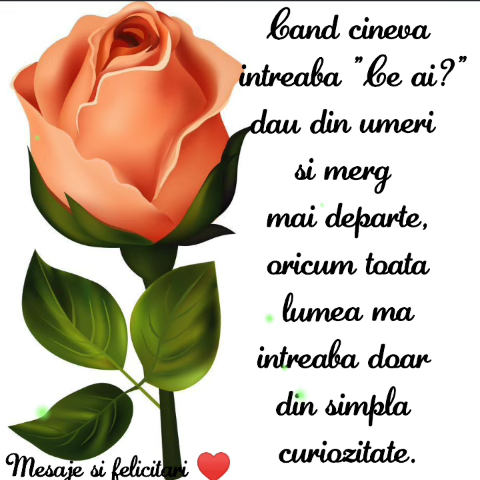 Cand cineva
intreaba "Ce ai?"
dau din umeri
si merg
mai departe,
oricum toata
lumea ma
intreaba doar
din simpla
curiozitate.
Mesaje si felicitari ❤️